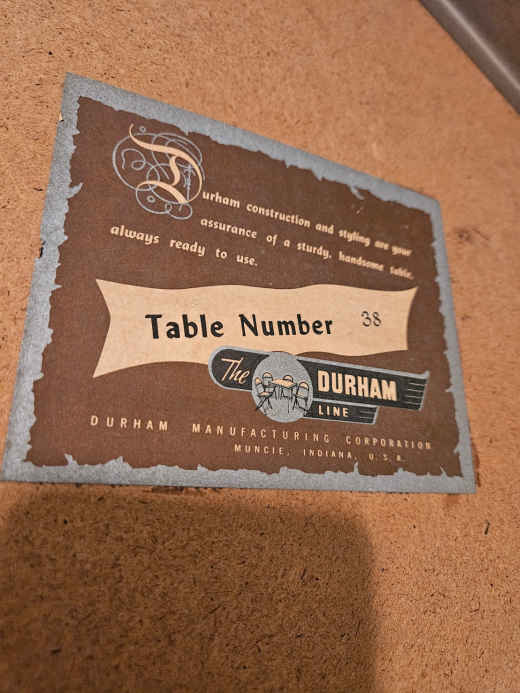 Durham construction and styling are your
assurance of a sturdy, handsome table,
always ready to use.
Table Number 38
The DURHAM
LINE
DURHAM MANUFACTURING CORPORATION
MUNCIE, INDIANA, U.S.A.